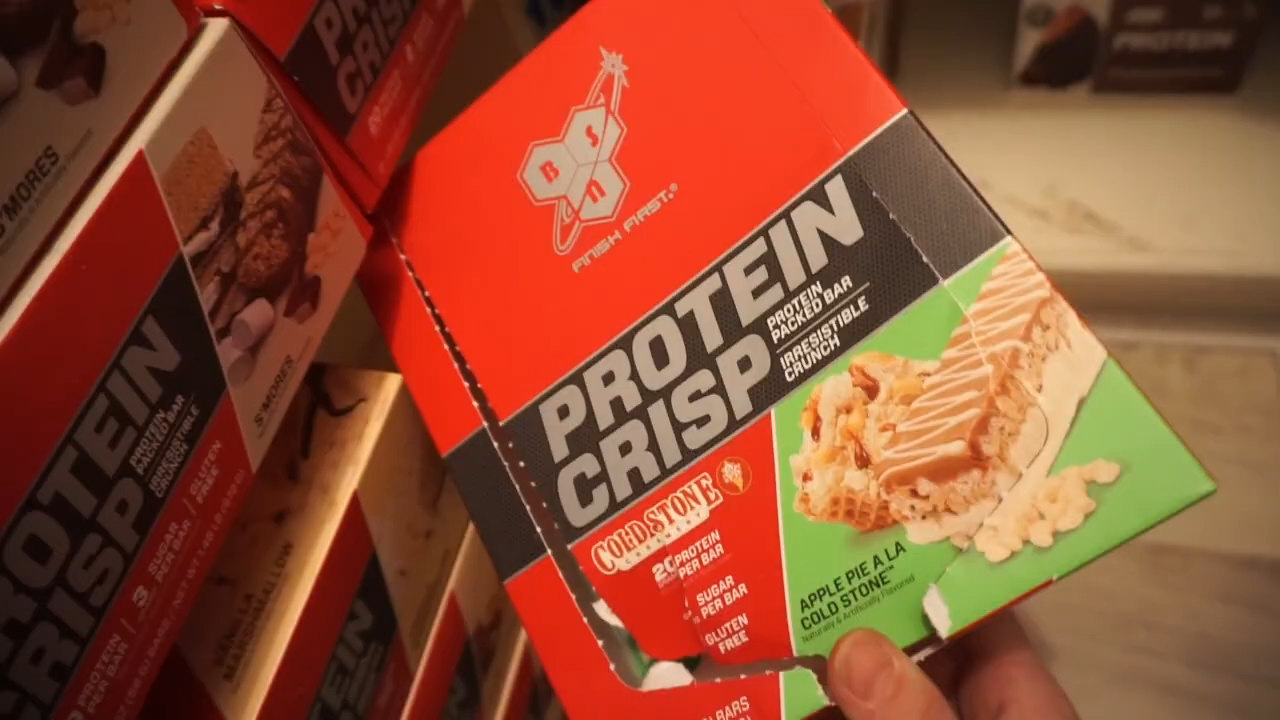 S'MORES
PROTEIN
CRISP
PROTEIN
PACKED BAR
IRRESISTIBLE
CRUNCH
3 SUGAR
PER BAR / GLUTEN
FREE
PROTEIN
PER BAR /
S'MORES
VANILLA
MARSHMALLOW
BSN
FINISH FIRST.®
PROTEIN
CRISP
PROTEIN
PACKED BAR
IRRESISTIBLE
CRUNCH
COLD STONE
CREAMERY
20 PROTEIN
PER BAR
SUGAR
PER BAR
GLUTEN
FREE
BARS
APPLE PIE A LA
COLD STONE™
Naturally & Artificially Flavored
PROTEIN